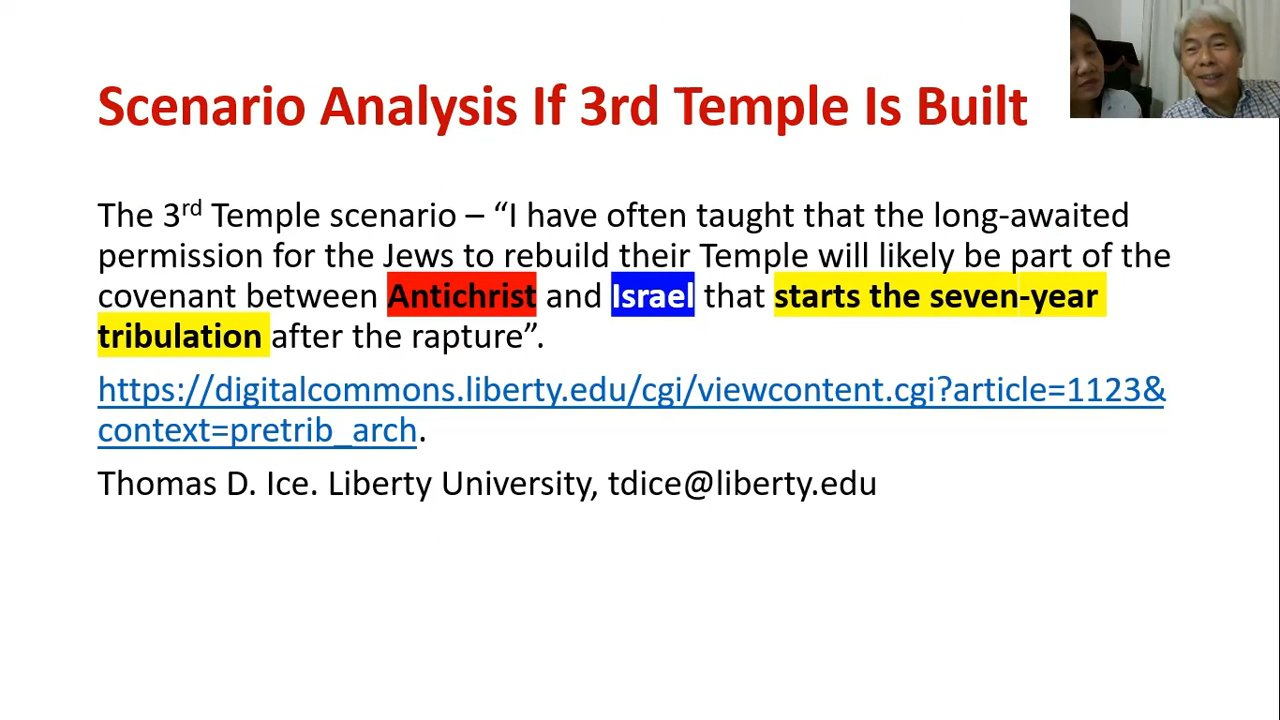 Scenario Analysis If 3rd Temple Is Built
The 3rd Temple scenario – “I have often taught that the long-awaited
permission for the Jews to rebuild their Temple will likely be part of the
covenant between Antichrist and Israel that starts the seven-year
tribulation after the rapture”.
https://digitalcommons.liberty.edu/cgi/viewcontent.cgi?article=1123&
context=pretrib_arch.
Thomas D. Ice. Liberty University, tdice@liberty.edu